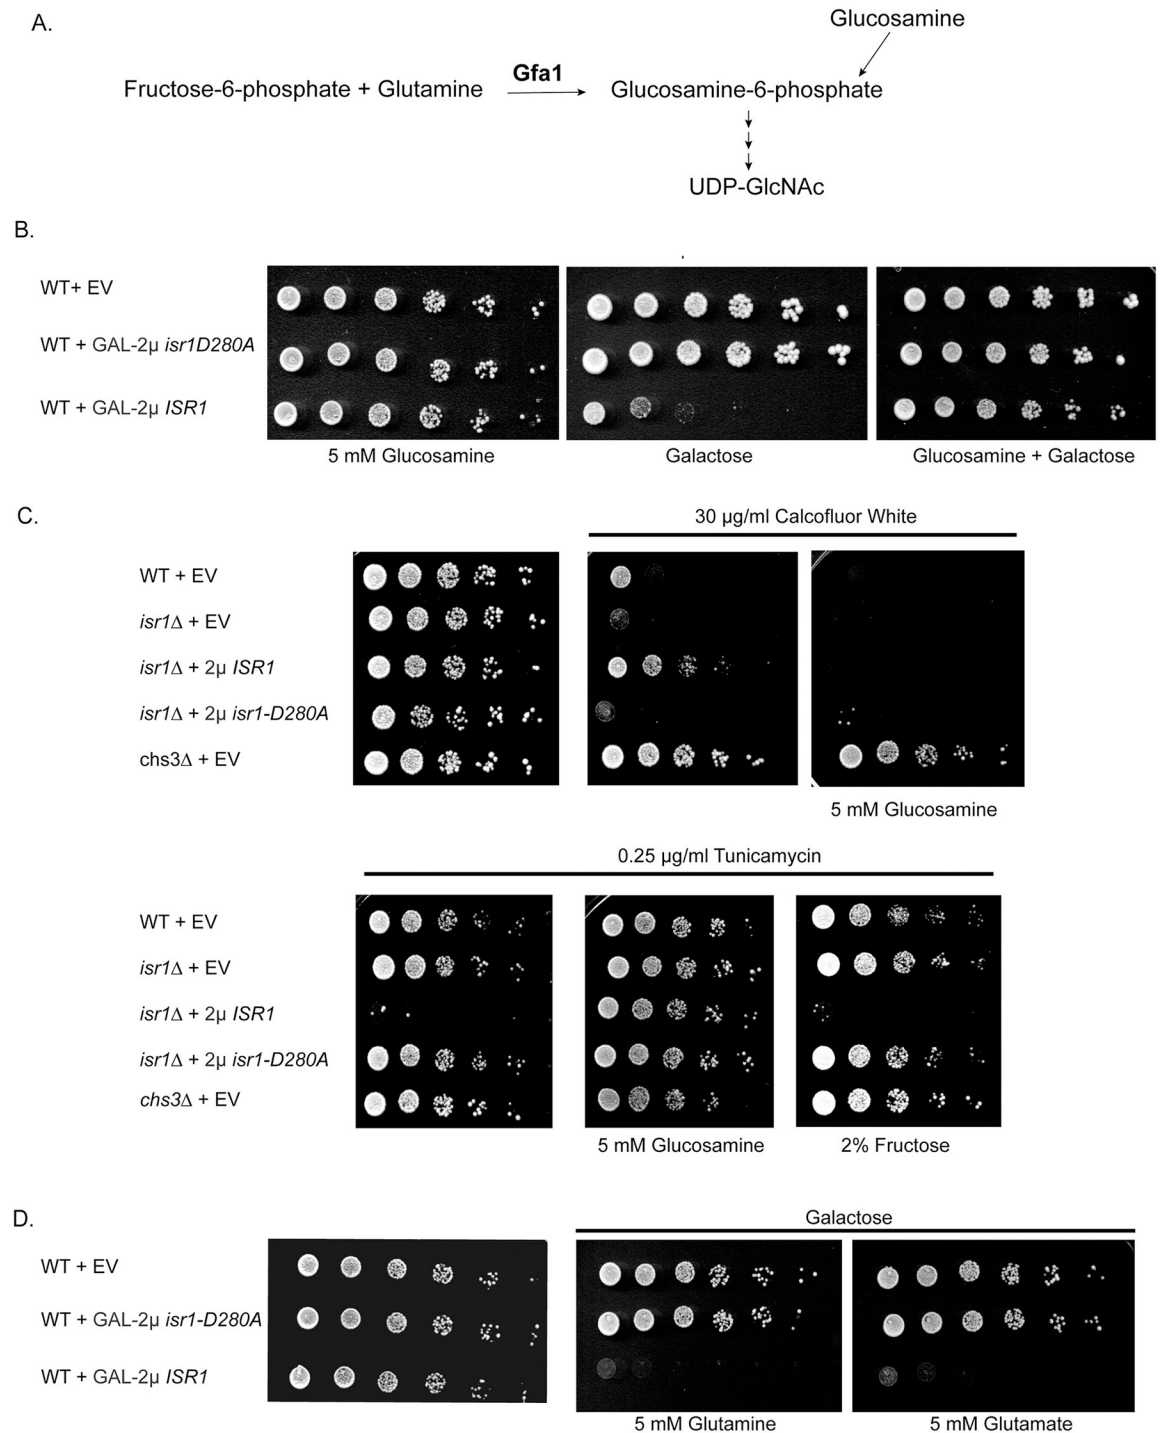 A.
Glucosamine
Fructose-6-phosphate + Glutamine
Gfa1
Glucosamine-6-phosphate
UDP-GlcNAc
B.
WT+ EV
WT + GAL-2µ isr1D280A
WT + GAL-2µ ISR1
5 mM Glucosamine
Galactose
Glucosamine + Galactose
C.
30 µg/ml Calcofluor White
WT + EV
isr1Δ + EV
isr1Δ + 2µ ISR1
isr1Δ + 2µ isr1-D280A
chs3Δ + EV
5 mM Glucosamine
0.25 µg/ml Tunicamycin
WT + EV
isr1Δ + EV
isr1Δ + 2µ ISR1
isr1Δ + 2µ isr1-D280A
chs3Δ + EV
5 mM Glucosamine
2% Fructose
D.
Galactose
WT + EV
WT + GAL-2µ isr1-D280A
WT + GAL-2µ ISR1
5 mM Glutamine
5 mM Glutamate